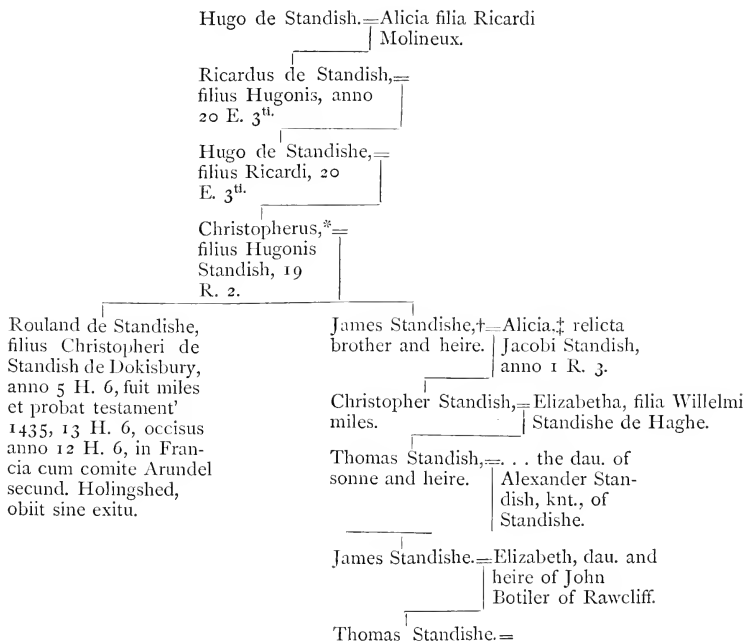 Hugo de Standish.=Alicia filia Ricardi
Molineux.
Ricardus de Standish,=
filius Hugonis, anno
20 E. 3ti.
Hugo de Standishe,=
filius Ricardi, 20
E. 3ti.
Christopherus,*=
filius Hugonis
Standish, 19
R. 2.
Rouland de Standishe,
filius Christopheri de
Standish de Dokisbury,
anno 5 H. 6, fuit miles
et probat testament'
1435, 13 H. 6, occisus
anno 12 H. 6, in Fran-
cia cum comite Arundel
secund. Holingshed,
obiit sine exitu.
James Standishe,†=Alicia,‡ relicta
brother and heire. Jacobi Standish,
anno 1 R. 3.
Christopher Standish,=Elizabetha, filia Willelmi
miles. Standishe de Haghe.
Thomas Standish,=. . . the dau. of
sonne and heire. Alexander Stan-
dish, knt., of
Standishe.
James Standishe.=Elizabeth, dau. and
heire of John
Botiler of Rawcliff.
Thomas Standishe.=